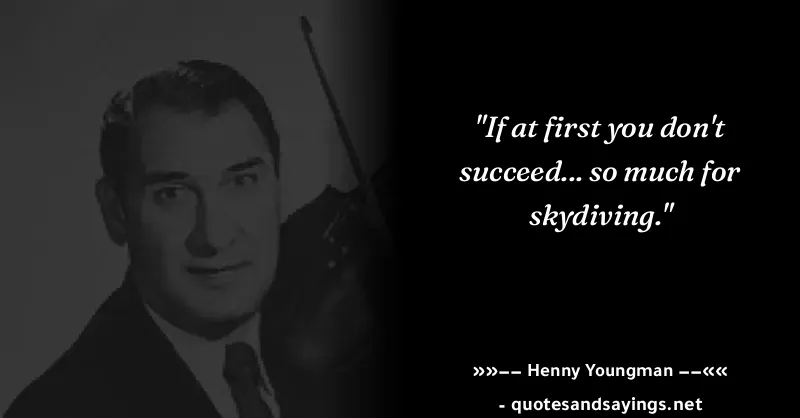 "If at first you don't
succeed... so much for
skydiving."
»»–– Henny Youngman ––««
- quotesandsayings.net